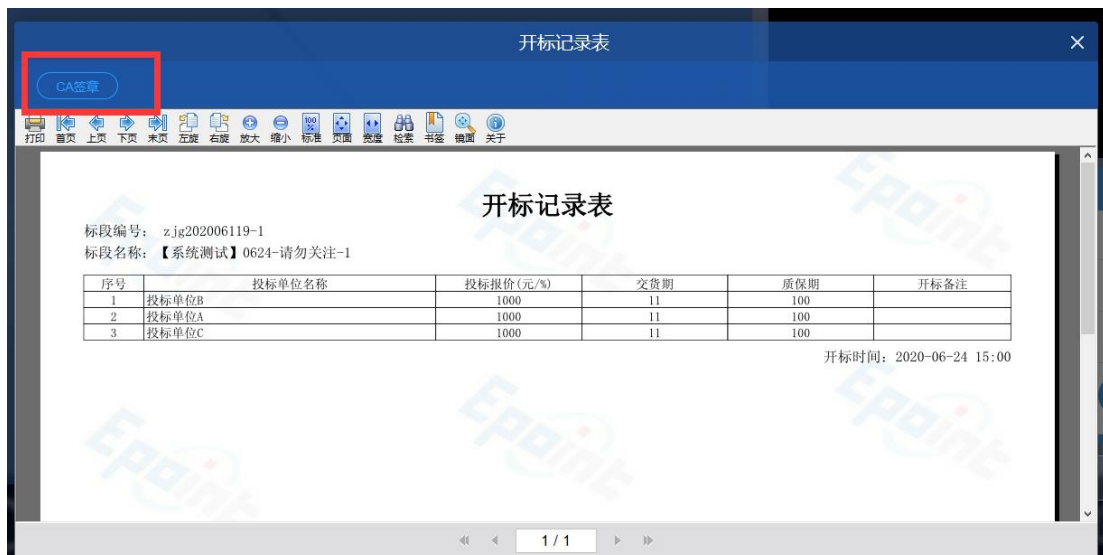 开标记录表
CA签章
打印 首页 上页 下页 末页 左旋 右旋 放大 缩小 标准 页面 宽度 检索 书签 镜面 关于
开标记录表
标段编号： zjg202006119-1
标段名称：【系统测试】0624-请勿关注-1
序号 投标单位名称 投标报价(元/%) 交货期 质保期 开标备注
1 投标单位B 1000 11 100
2 投标单位A 1000 11 100
3 投标单位C 1000 11 100
开标时间：2020-06-24 15:00
Epoint
Epoint
Epoint
Epoint
Epoint
Epoint
1 / 1